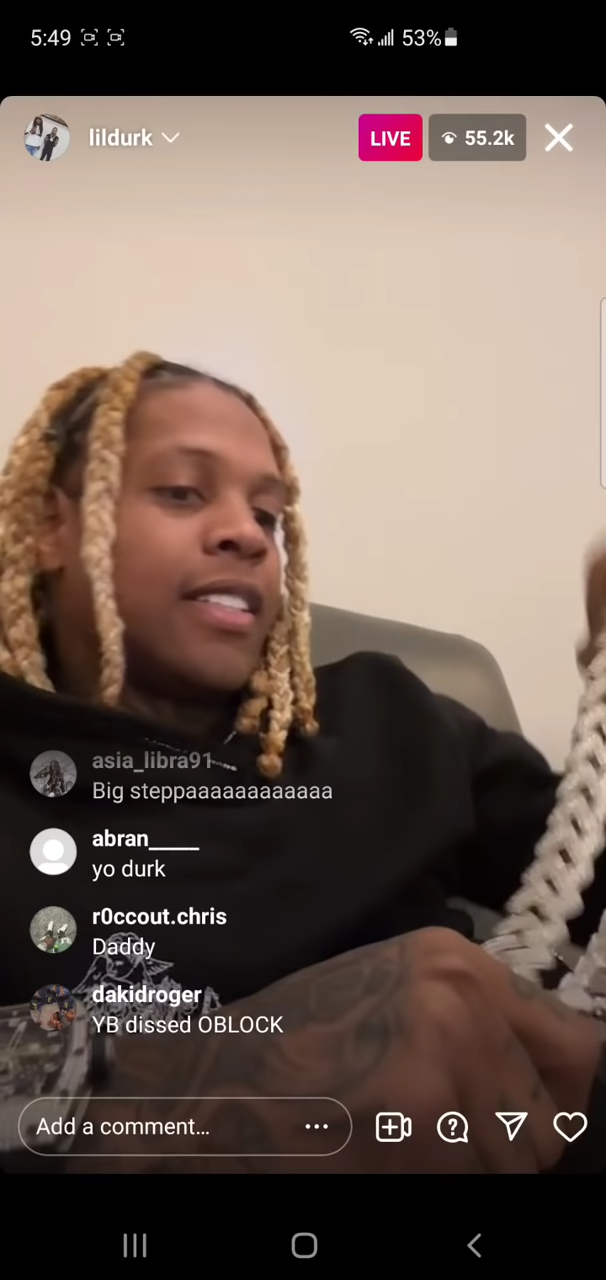 5:49 53%
lildurk LIVE 55.2k
asia_libra91
Big steppaaaaaaaaaaaa
abran_____
yo durk
r0ccout.chris
Daddy
dakidroger
YB dissed OBLOCK
Add a comment...